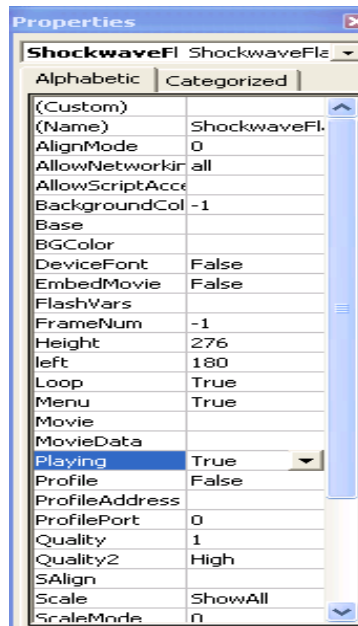 Properties
ShockwaveFl ShockwaveFla
Alphabetic Categorized
(Custom)
(Name) ShockwaveFl
AlignMode 0
AllowNetworkin all
AllowScriptAcce
BackgroundCol -1
Base
BGColor
DeviceFont False
EmbedMovie False
FlashVars
FrameNum -1
Height 276
left 180
Loop True
Menu True
Movie
MovieData
Playing True
Profile False
ProfileAddress
ProfilePort 0
Quality 1
Quality2 High
SAlign
Scale ShowAll
ScaleMode 0